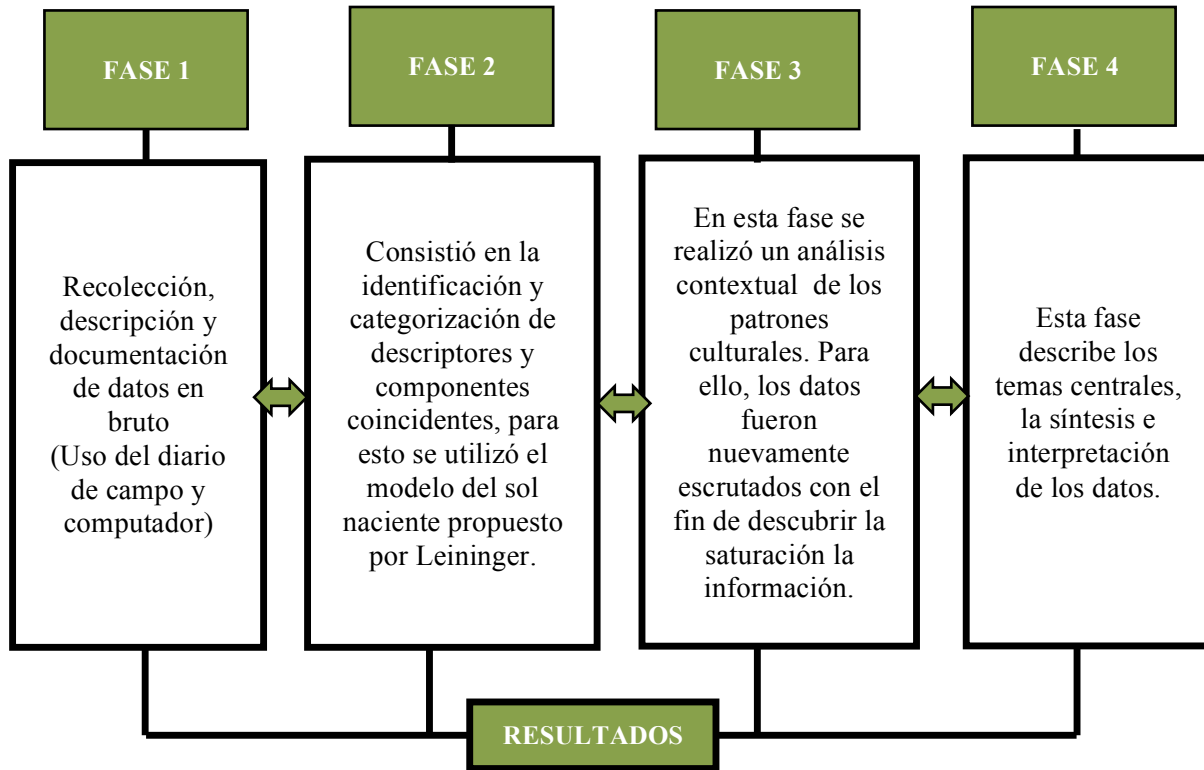 FASE 1
FASE 2
FASE 3
FASE 4
Recolección,
descripción y
documentación
de datos en
bruto
(Uso del diario
de campo y
computador)
Consistió en la
identificación y
categorización de
descriptores y
componentes
coincidentes, para
esto se utilizó el
modelo del sol
naciente propuesto
por Leininger.
En esta fase se
realizó un análisis
contextual de los
patrones
culturales. Para
ello, los datos
fueron
nuevamente
escrutados con el
fin de descubrir la
saturación la
información.
Esta fase
describe los
temas centrales,
la síntesis e
interpretación
de los datos.
RESULTADOS